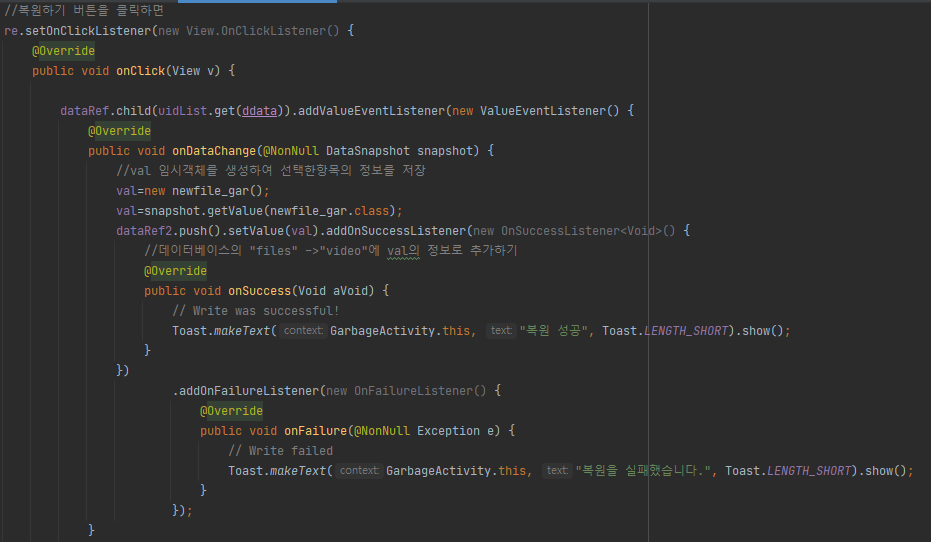 //복원하기 버튼을 클릭하면
re.setOnClickListener(new View.OnClickListener() {
@Override
public void onClick(View v) {
dataRef.child(uidList.get(ddata)).addValueEventListener(new ValueEventListener() {
@Override
public void onDataChange(@NonNull DataSnapshot snapshot) {
//val 임시객체를 생성하여 선택한항목의 정보를 저장
val=new newfile_gar();
val=snapshot.getValue(newfile_gar.class);
dataRef2.push().setValue(val).addOnSuccessListener(new OnSuccessListener<Void>() {
//데이터베이스의 "files" ->"video"에 val의 정보로 추가하기
@Override
public void onSuccess(Void aVoid) {
// Write was successful!
Toast.makeText( context: GarbageActivity.this, text: "복원 성공", Toast.LENGTH_SHORT).show();
}
})
.addOnFailureListener(new OnFailureListener() {
@Override
public void onFailure(@NonNull Exception e) {
// Write failed
Toast.makeText( context: GarbageActivity.this, text: "복원을 실패했습니다.", Toast.LENGTH_SHORT).show();
}
});
}